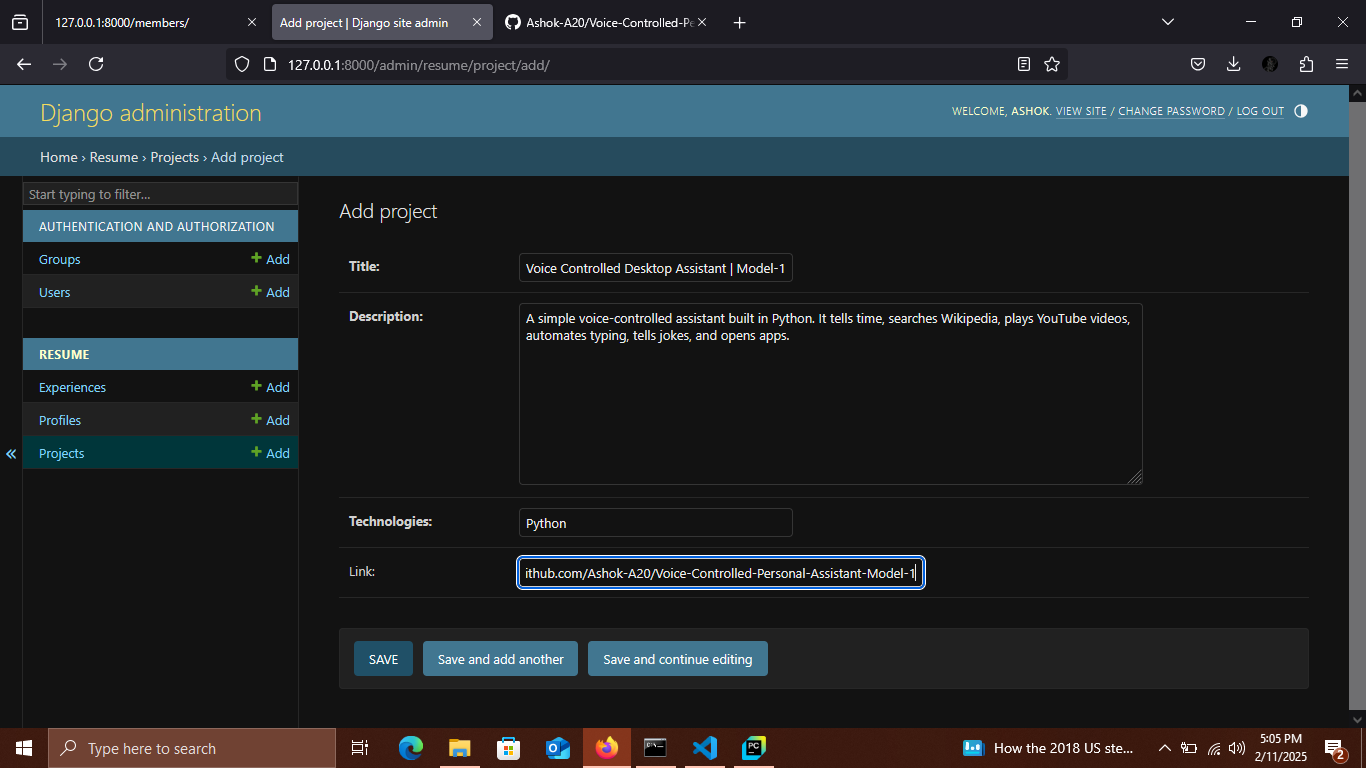 127.0.0.1:8000/members/
Add project | Django site admin
Ashok-A20/Voice-Controlled-Pe
127.0.0.1:8000/admin/resume/project/add/
Django administration
WELCOME, ASHOK. VIEW SITE / CHANGE PASSWORD / LOG OUT
Home › Resume › Projects › Add project
Start typing to filter...
AUTHENTICATION AND AUTHORIZATION
Groups
Add
Users
Add
RESUME
Experiences
Add
Profiles
Add
«
Projects
Add
Add project
Title:
Voice Controlled Desktop Assistant | Model-1
Description:
A simple voice-controlled assistant built in Python. It tells time, searches Wikipedia, plays YouTube videos,
automates typing, tells jokes, and opens apps.
Technologies:
Python
Link:
ithub.com/Ashok-A20/Voice-Controlled-Personal-Assistant-Model-1
SAVE
Save and add another
Save and continue editing
Type here to search
PC
How the 2018 US ste...
5:05 PM
2/11/2025
2